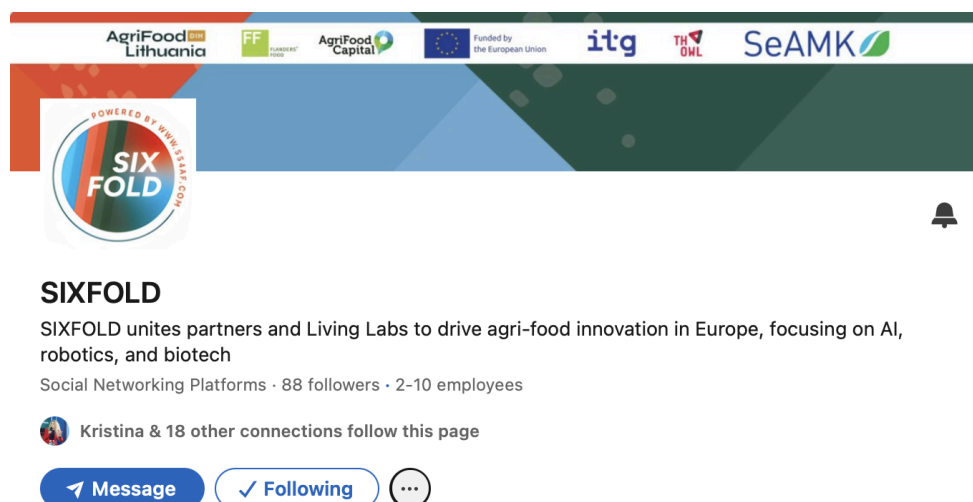 AgriFood DIH
Lithuania
FF
FLANDERS'
FOOD
AgriFood
Capital
Funded by
the European Union
itg
TH
OWL
SeAMK
POWERED BY WWW.SS4AF.COM
SIX
FOLD
SIXFOLD
SIXFOLD unites partners and Living Labs to drive agri-food innovation in Europe, focusing on AI,
robotics, and biotech
Social Networking Platforms · 88 followers · 2-10 employees
Kristina & 18 other connections follow this page
Message
Following